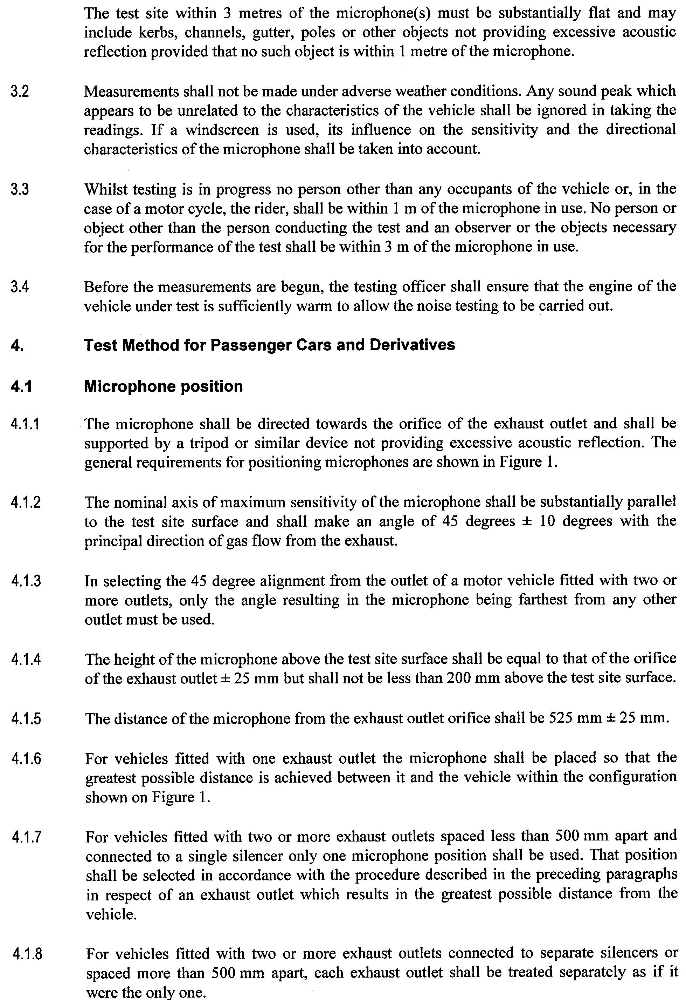 The test site within 3 metres of the microphone(s) must be substantially flat and may
include kerbs, channels, gutter, poles or other objects not providing excessive acoustic
reflection provided that no such object is within 1 metre of the microphone.
3.2 Measurements shall not be made under adverse weather conditions. Any sound peak which
appears to be unrelated to the characteristics of the vehicle shall be ignored in taking the
readings. If a windscreen is used, its influence on the sensitivity and the directional
characteristics of the microphone shall be taken into account.
3.3 Whilst testing is in progress no person other than any occupants of the vehicle or, in the
case of a motor cycle, the rider, shall be within 1 m of the microphone in use. No person or
object other than the person conducting the test and an observer or the objects necessary
for the performance of the test shall be within 3 m of the microphone in use.
3.4 Before the measurements are begun, the testing officer shall ensure that the engine of the
vehicle under test is sufficiently warm to allow the noise testing to be carried out.
4. Test Method for Passenger Cars and Derivatives
4.1 Microphone position
4.1.1 The microphone shall be directed towards the orifice of the exhaust outlet and shall be
supported by a tripod or similar device not providing excessive acoustic reflection. The
general requirements for positioning microphones are shown in Figure 1.
4.1.2 The nominal axis of maximum sensitivity of the microphone shall be substantially parallel
to the test site surface and shall make an angle of 45 degrees ± 10 degrees with the
principal direction of gas flow from the exhaust.
4.1.3 In selecting the 45 degree alignment from the outlet of a motor vehicle fitted with two or
more outlets, only the angle resulting in the microphone being farthest from any other
outlet must be used.
4.1.4 The height of the microphone above the test site surface shall be equal to that of the orifice
of the exhaust outlet ± 25 mm but shall not be less than 200 mm above the test site surface.
4.1.5 The distance of the microphone from the exhaust outlet orifice shall be 525 mm ± 25 mm.
4.1.6 For vehicles fitted with one exhaust outlet the microphone shall be placed so that the
greatest possible distance is achieved between it and the vehicle within the configuration
shown on Figure 1.
4.1.7 For vehicles fitted with two or more exhaust outlets spaced less than 500 mm apart and
connected to a single silencer only one microphone position shall be used. That position
shall be selected in accordance with the procedure described in the preceding paragraphs
in respect of an exhaust outlet which results in the greatest possible distance from the
vehicle.
4.1.8 For vehicles fitted with two or more exhaust outlets connected to separate silencers or
spaced more than 500 mm apart, each exhaust outlet shall be treated separately as if it
were the only one.